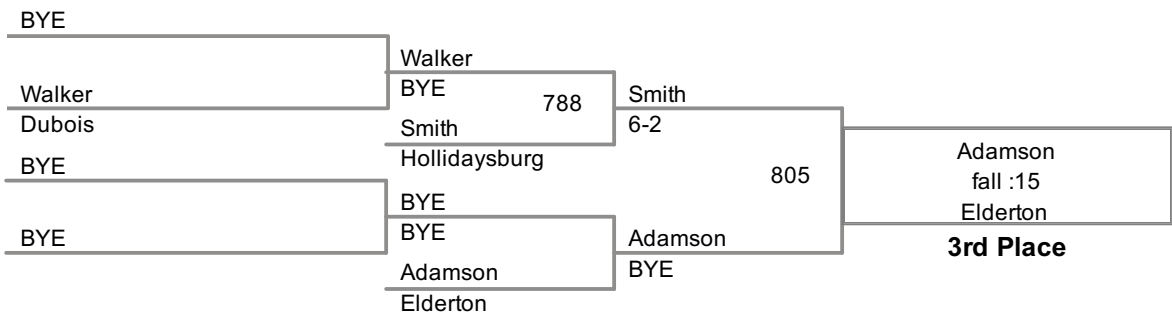 BYE
Walker
Dubois
BYE
BYE
Walker
BYE
788
Smith
Hollidaysburg
BYE
BYE
Adamson
Elderton
Smith
6-2
805
Adamson
BYE
Adamson
fall :15
Elderton
3rd Place